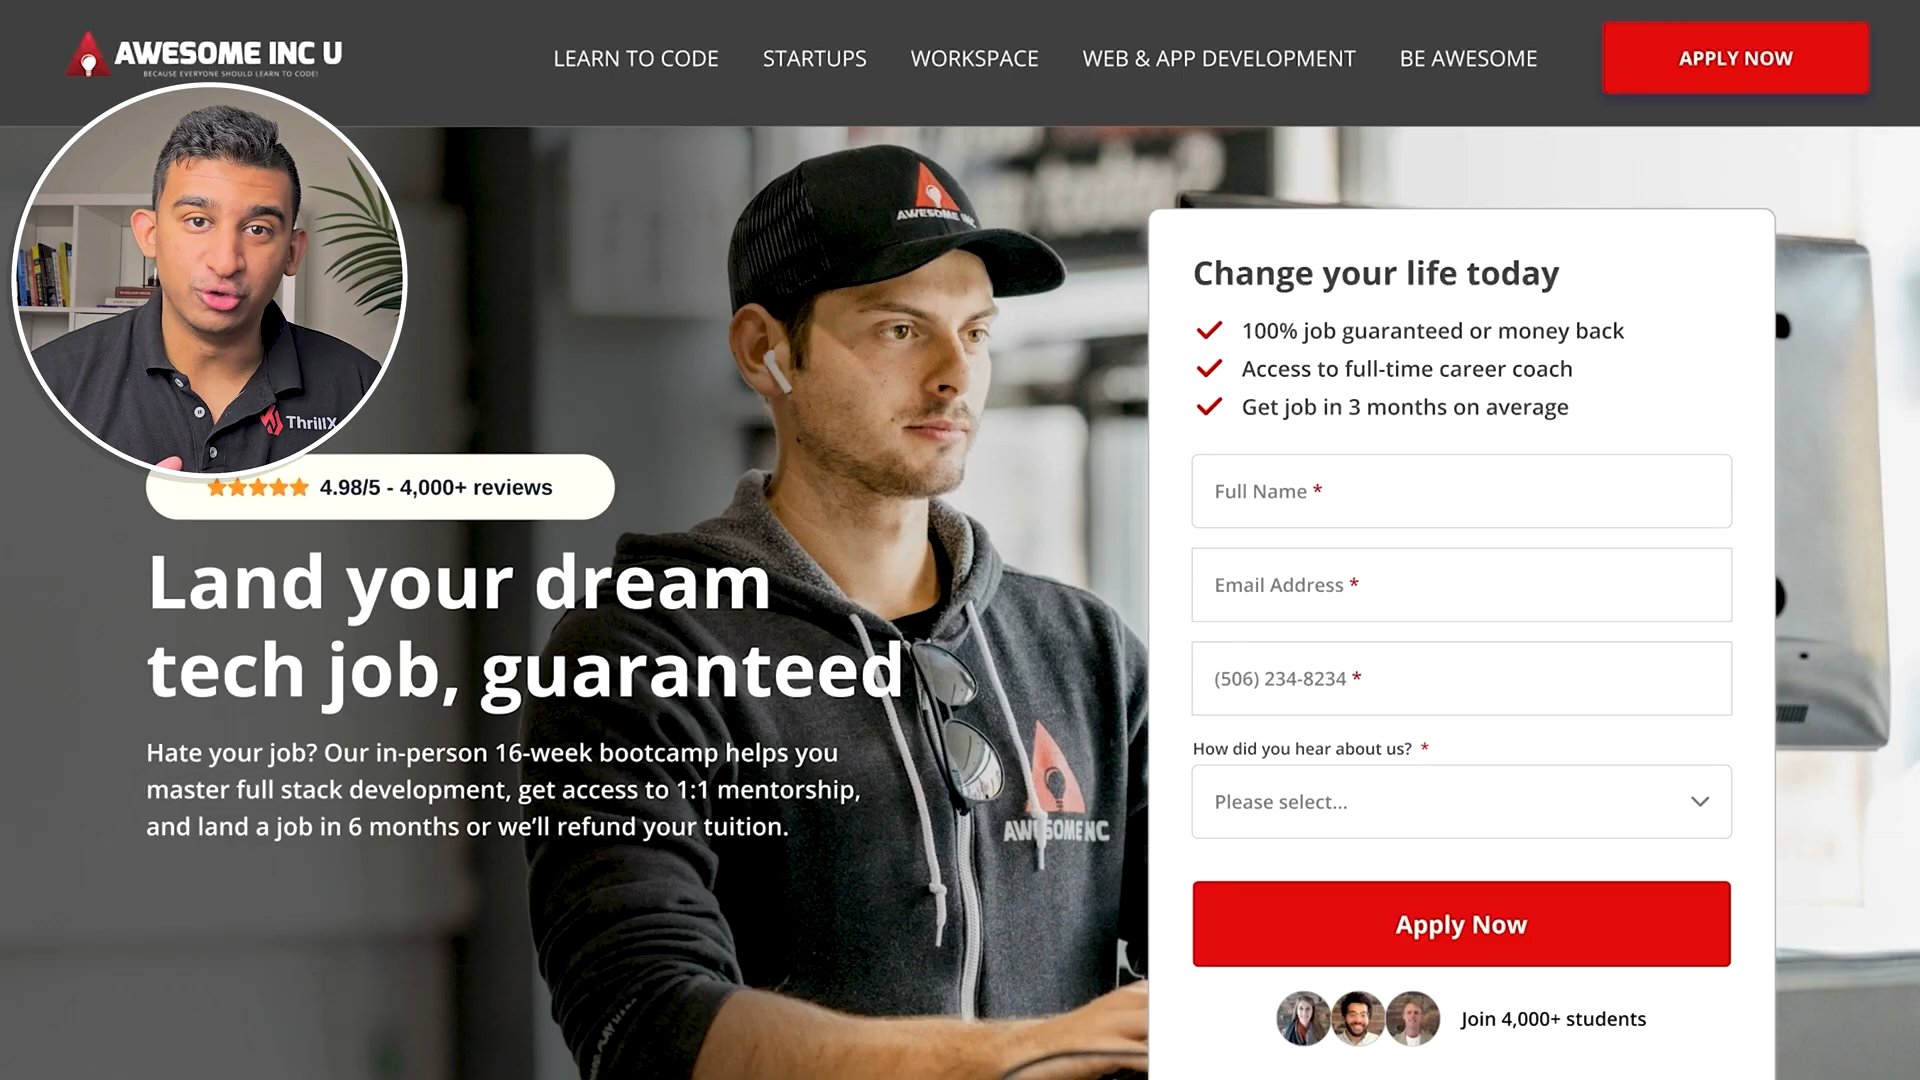 AWESOME INC U
BECAUSE EVERYONE SHOULD LEARN TO CODE!
LEARN TO CODE
STARTUPS
WORKSPACE
WEB & APP DEVELOPMENT
BE AWESOME
APPLY NOW
ThrillX
AWESOME INC
4.98/5 - 4,000+ reviews
Land your dream
tech job, guaranteed
Hate your job? Our in-person 16-week bootcamp helps you
master full stack development, get access to 1:1 mentorship,
and land a job in 6 months or we’ll refund your tuition.
AWESOME INC
Change your life today
100% job guaranteed or money back
Access to full-time career coach
Get job in 3 months on average
Full Name *
Email Address *
(506) 234-8234 *
How did you hear about us? *
Please select...
Apply Now
Join 4,000+ students